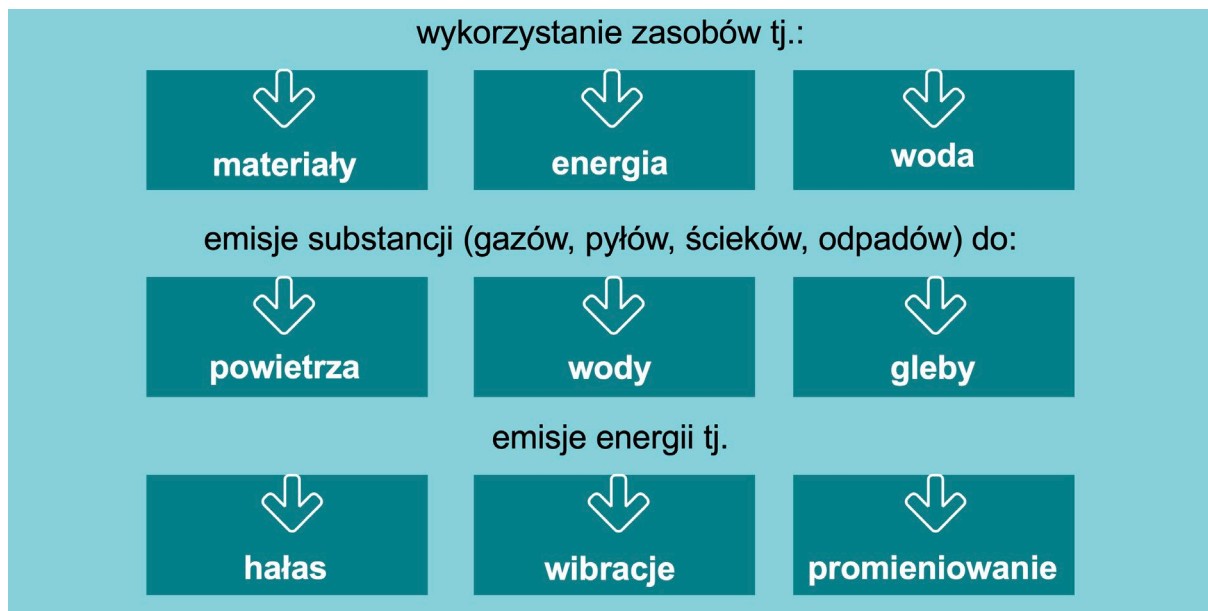 wykorzystanie zasobów tj.:
materiały
energia
woda
emisje substancji (gazów, pyłów, ścieków, odpadów) do:
powietrza
wody
gleby
emisje energii tj.
hałas
wibracje
promieniowanie